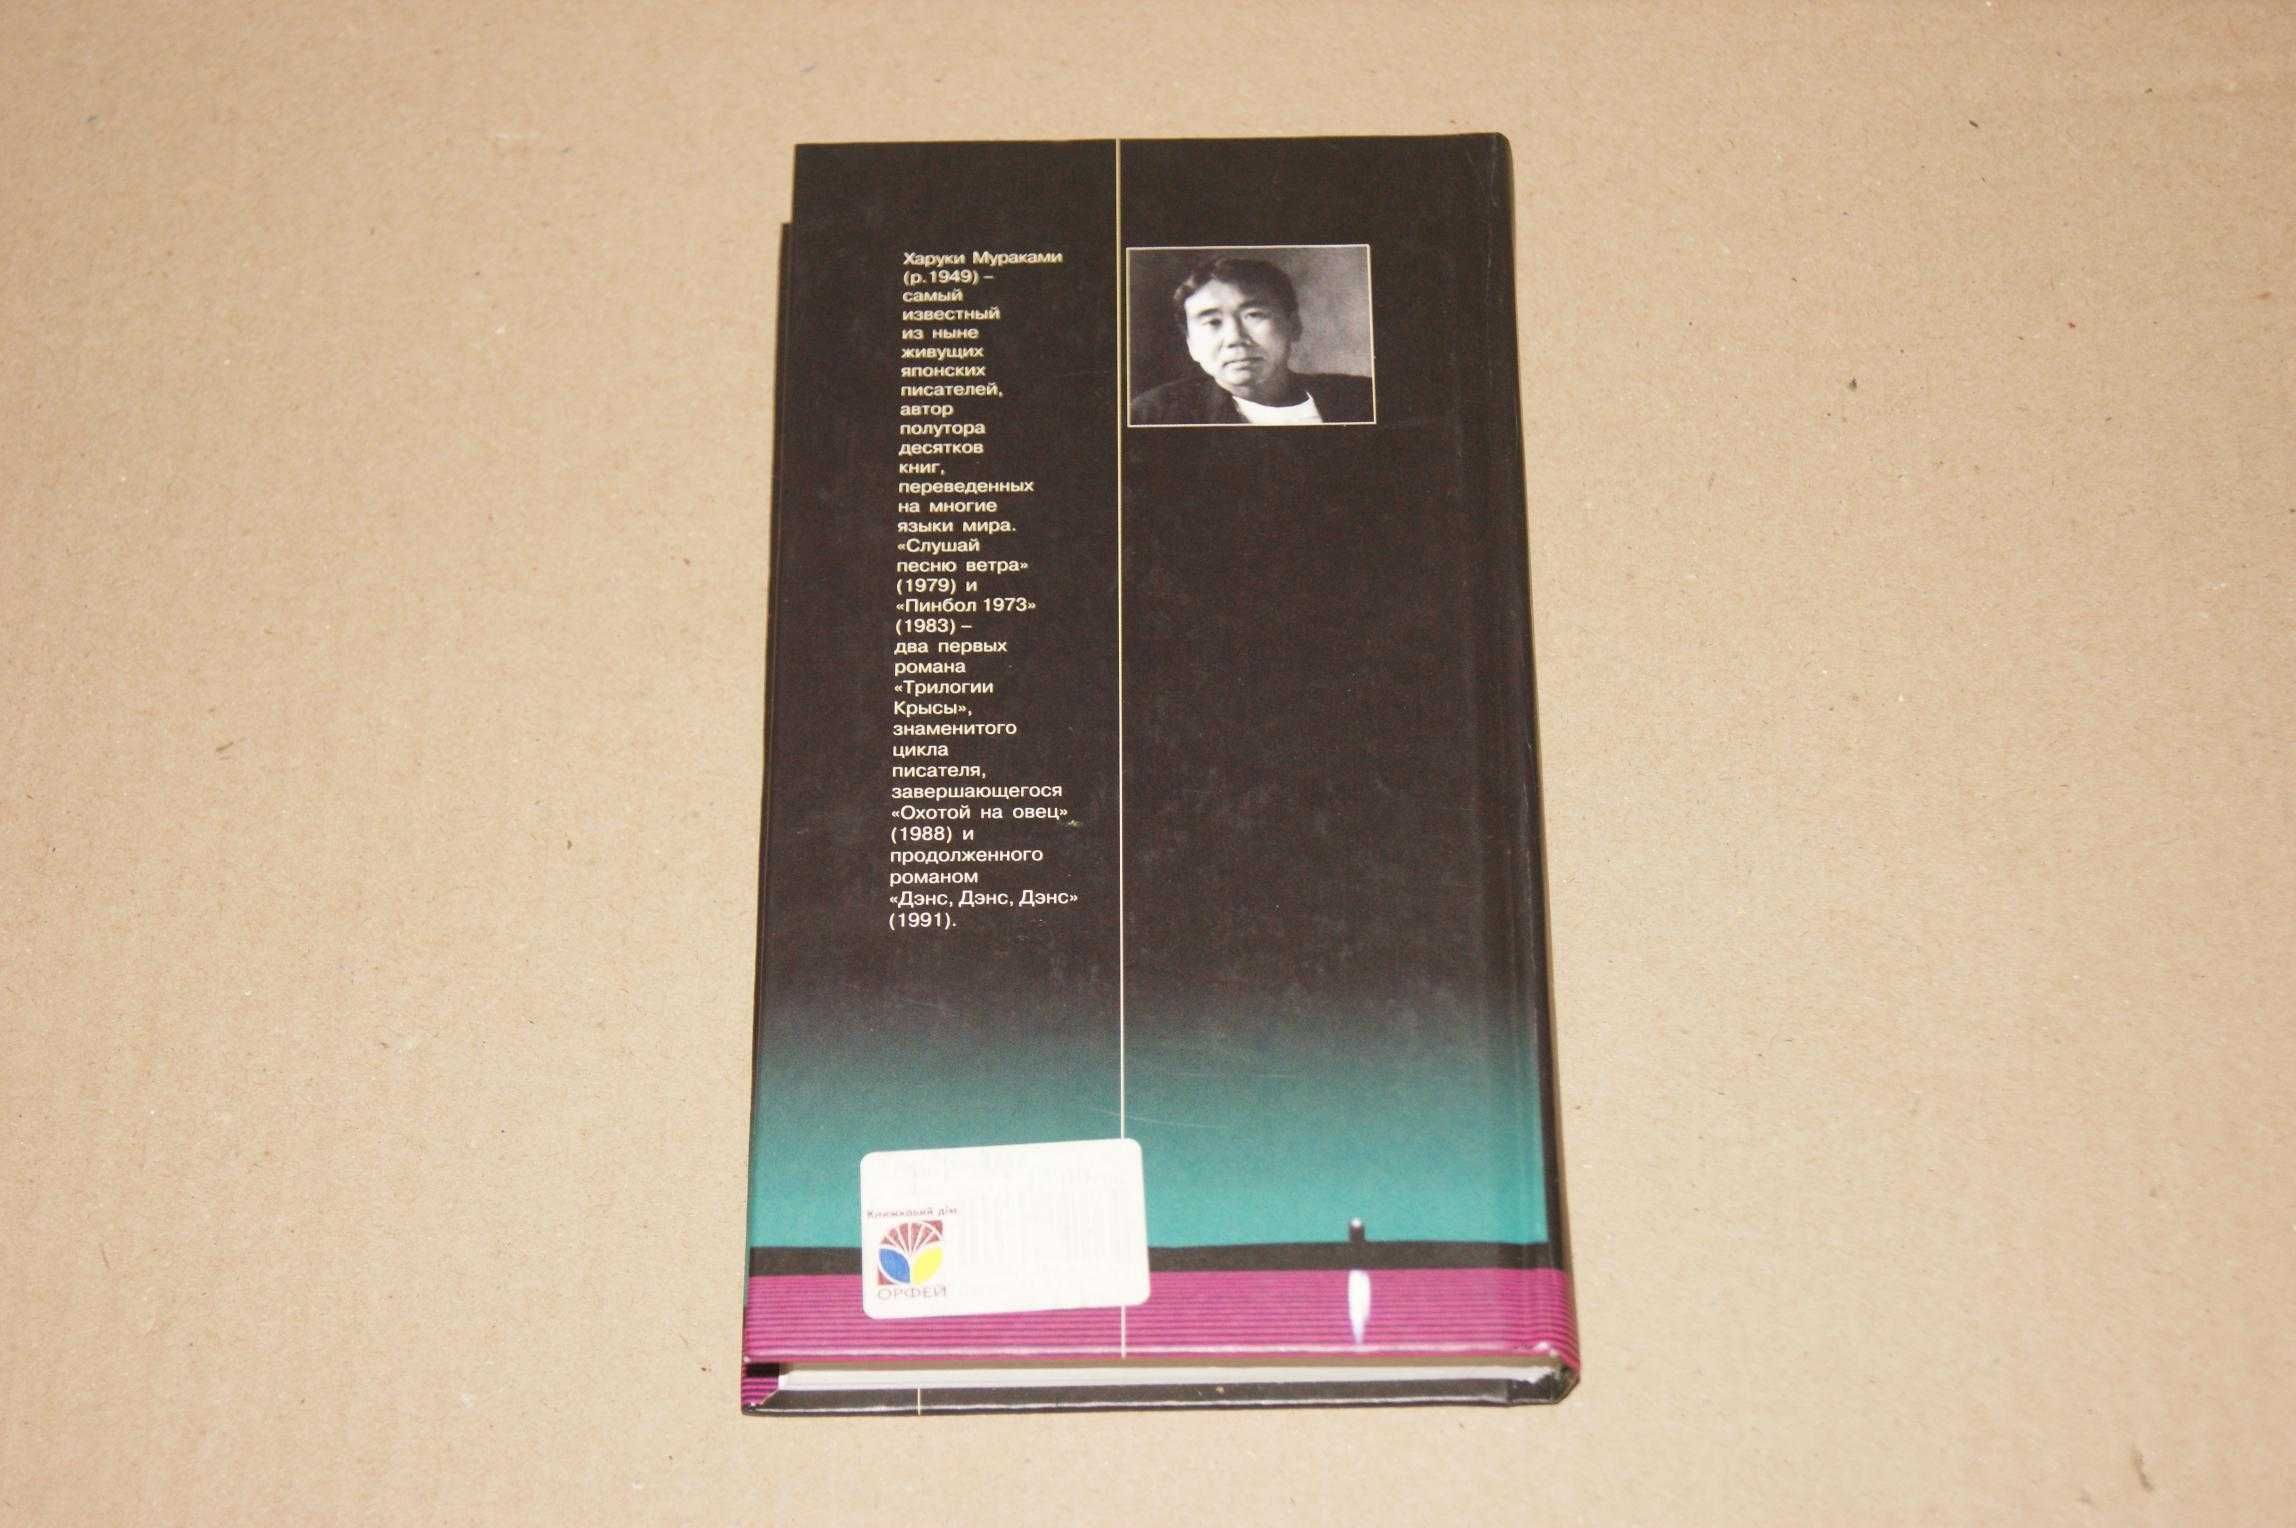 Харуки Мураками
(р.1949) –
самый
известный
из ныне
живущих
японских
писателей,
автор
полутора
десятков
книг,
переведенных
на многие
языки мира.
«Слушай
песню ветра»
(1979) и
«Пинбол 1973»
(1983) –
два первых
романа
«Трилогии
Крысы»,
знаменитого
цикла
писателя,
завершающегося
«Охотой на овец»
(1988) и
продолженного
романом
«Дэнс, Дэнс, Дэнс»
(1991).
Книжковий дім
ОРФЕЙ